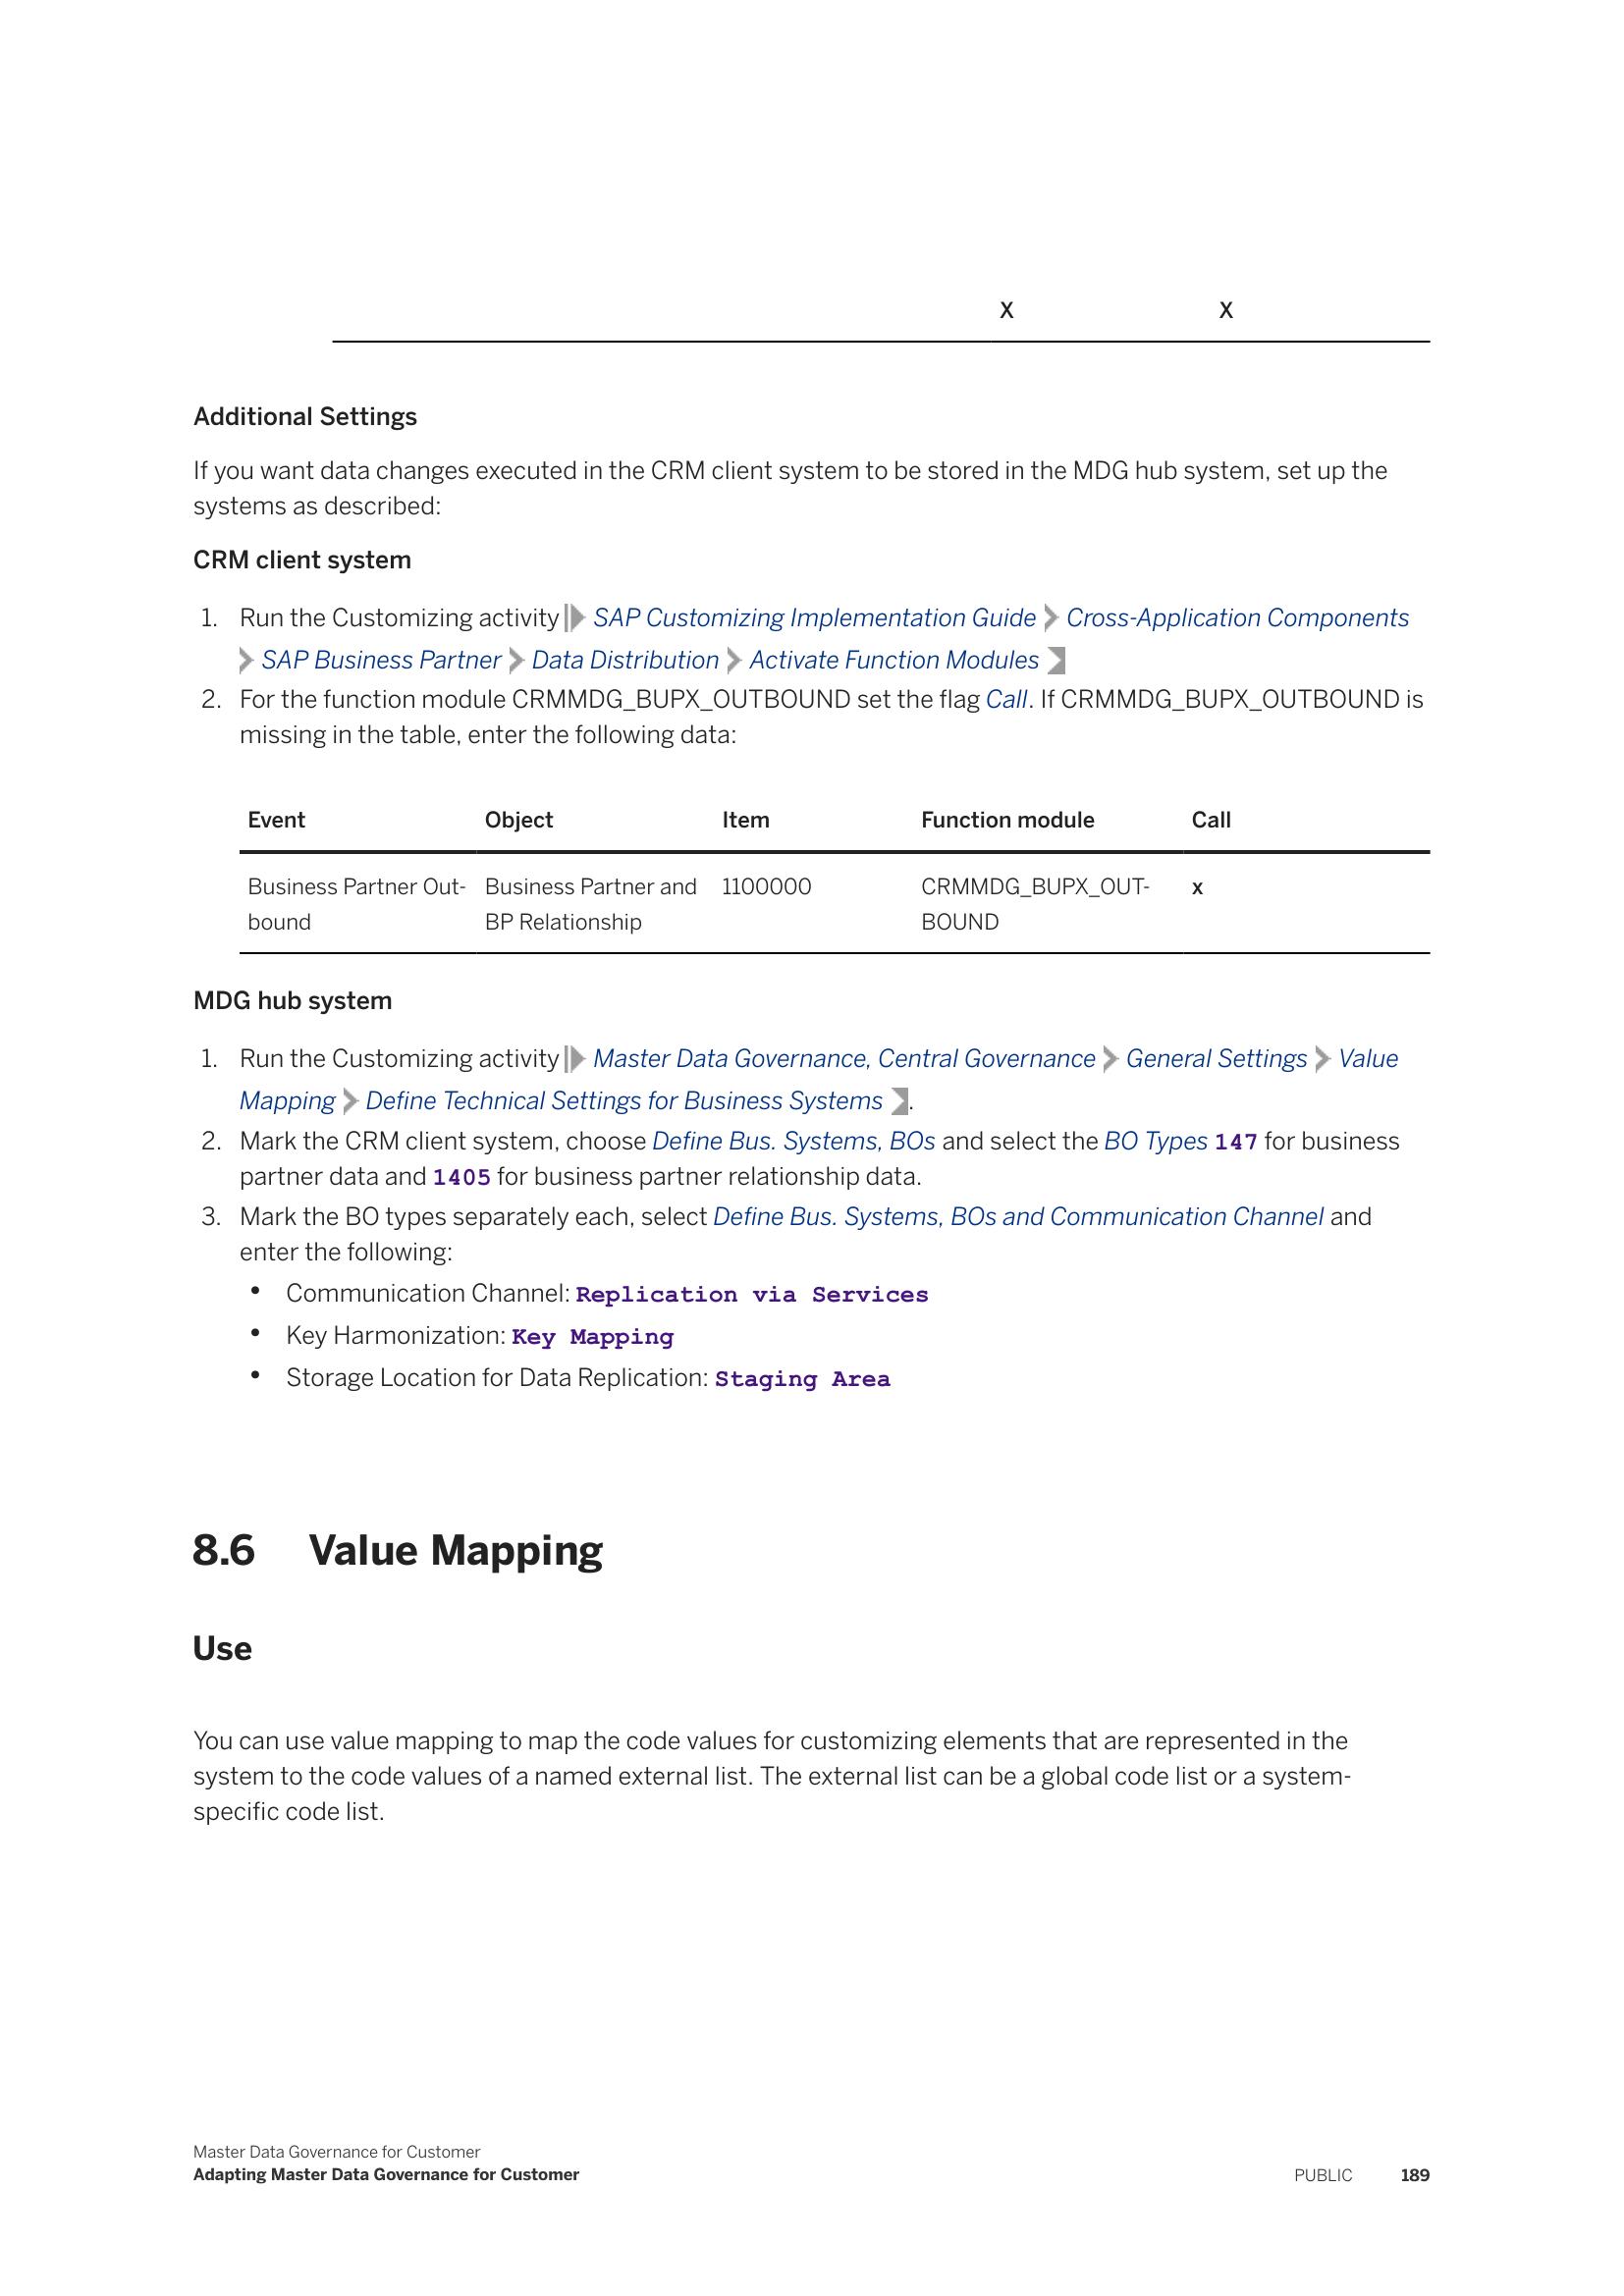 X X
Additional Settings
If you want data changes executed in the CRM client system to be stored in the MDG hub system, set up the
systems as described:
CRM client system
1. Run the Customizing activity SAP Customizing Implementation Guide Cross-Application Components
SAP Business Partner Data Distribution Activate Function Modules
2. For the function module CRMMDG_BUPX_OUTBOUND set the flag Call. If CRMMDG_BUPX_OUTBOUND is
missing in the table, enter the following data:
Event Object Item Function module Call
Business Partner Out- Business Partner and 1100000 CRMMDG_BUPX_OUT- x
bound BP Relationship BOUND
MDG hub system
1. Run the Customizing activity Master Data Governance, Central Governance General Settings Value
Mapping Define Technical Settings for Business Systems .
2. Mark the CRM client system, choose Define Bus. Systems, BOs and select the BO Types 147 for business
partner data and 1405 for business partner relationship data.
3. Mark the BO types separately each, select Define Bus. Systems, BOs and Communication Channel and
enter the following:
• Communication Channel: Replication via Services
• Key Harmonization: Key Mapping
• Storage Location for Data Replication: Staging Area
8.6 Value Mapping
Use
You can use value mapping to map the code values for customizing elements that are represented in the
system to the code values of a named external list. The external list can be a global code list or a system-
specific code list.
Master Data Governance for Customer
Adapting Master Data Governance for Customer PUBLIC 189